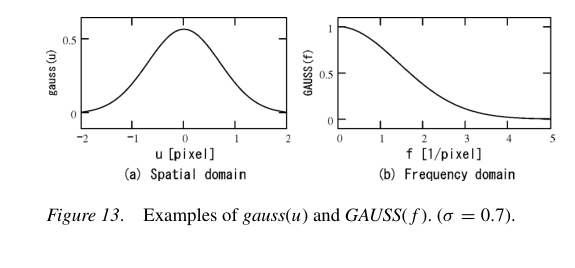 gauss(u)
0.5
0
−2
−1
0
1
2
u [pixel]
(a) Spatial domain
GAUSS(f)
1
0.5
0
0
1
2
3
4
5
f [1/pixel]
(b) Frequency domain
Figure 13. Examples of gauss(u) and GAUSS(f). (σ = 0.7).